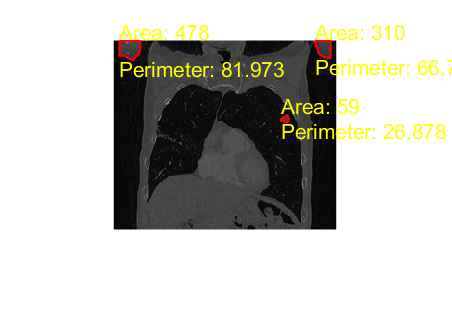 Area: 478
Perimeter: 81.973
Area: 310
Perimeter: 66.7
Area: 59
Perimeter: 26.878